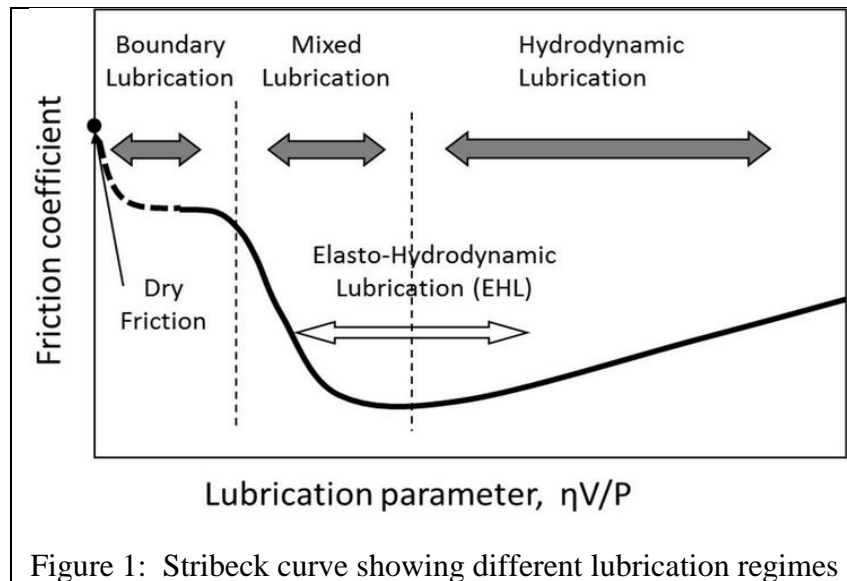 Boundary
Lubrication
Mixed
Lubrication
Hydrodynamic
Lubrication
Elasto-Hydrodynamic
Lubrication (EHL)
Dry
Friction
Friction coefficient
Lubrication parameter, ηV/P
Figure 1: Stribeck curve showing different lubrication regimes